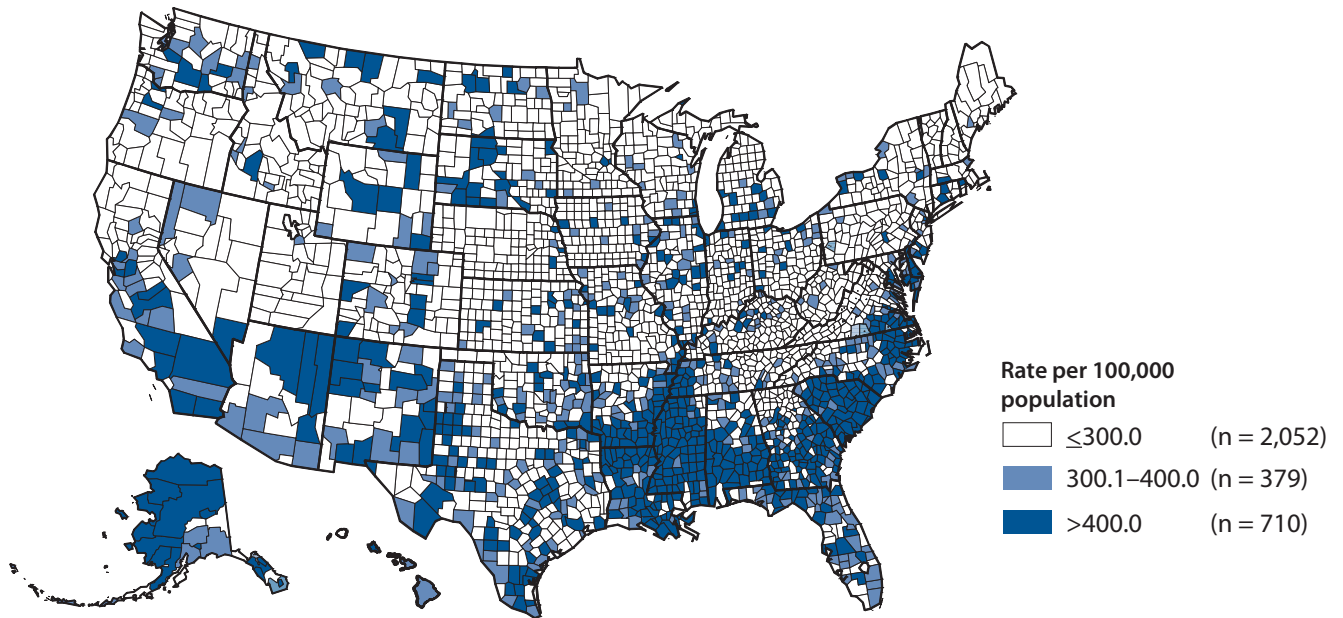 Rate per 100,000
population
≤300.0 (n = 2,052)
300.1–400.0 (n = 379)
>400.0 (n = 710)